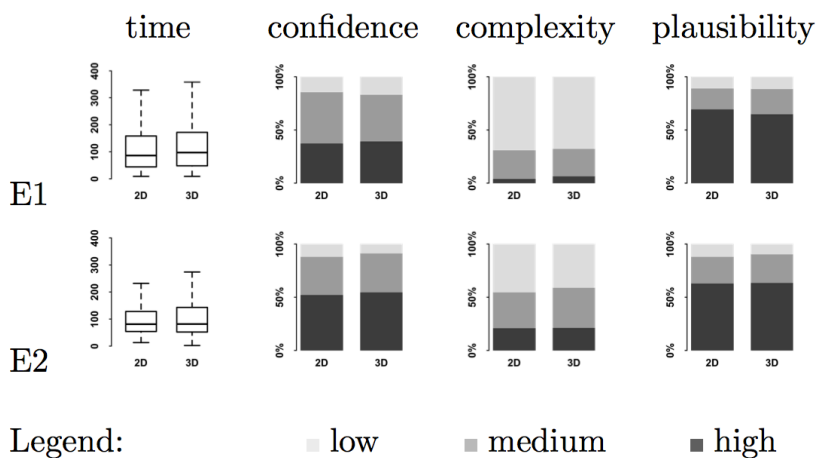 time confidence complexity plausibility
400 300 200 100 0 2D 3D
100% 50% 0% 2D 3D
100% 50% 0% 2D 3D
100% 50% 0% 2D 3D
E1
400 300 200 100 0 2D 3D
100% 50% 0% 2D 3D
100% 50% 0% 2D 3D
100% 50% 0% 2D 3D
E2
Legend: low medium high